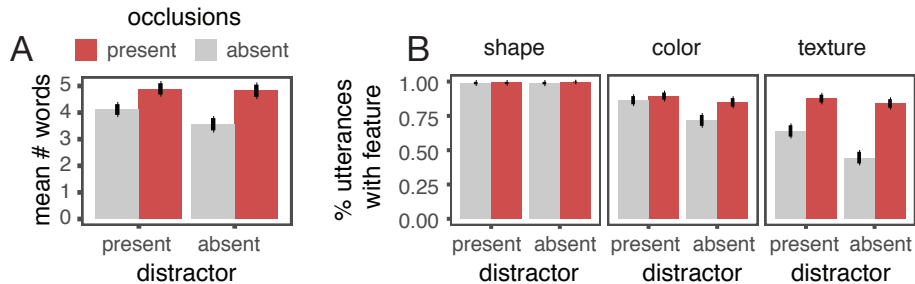 A
occlusions
present absent
mean # words
5
4
3
2
1
0
present absent
distractor
B
% utterances
with feature
shape color texture
1.00
0.75
0.50
0.25
0.00
present absent present absent present absent
distractor distractor distractor